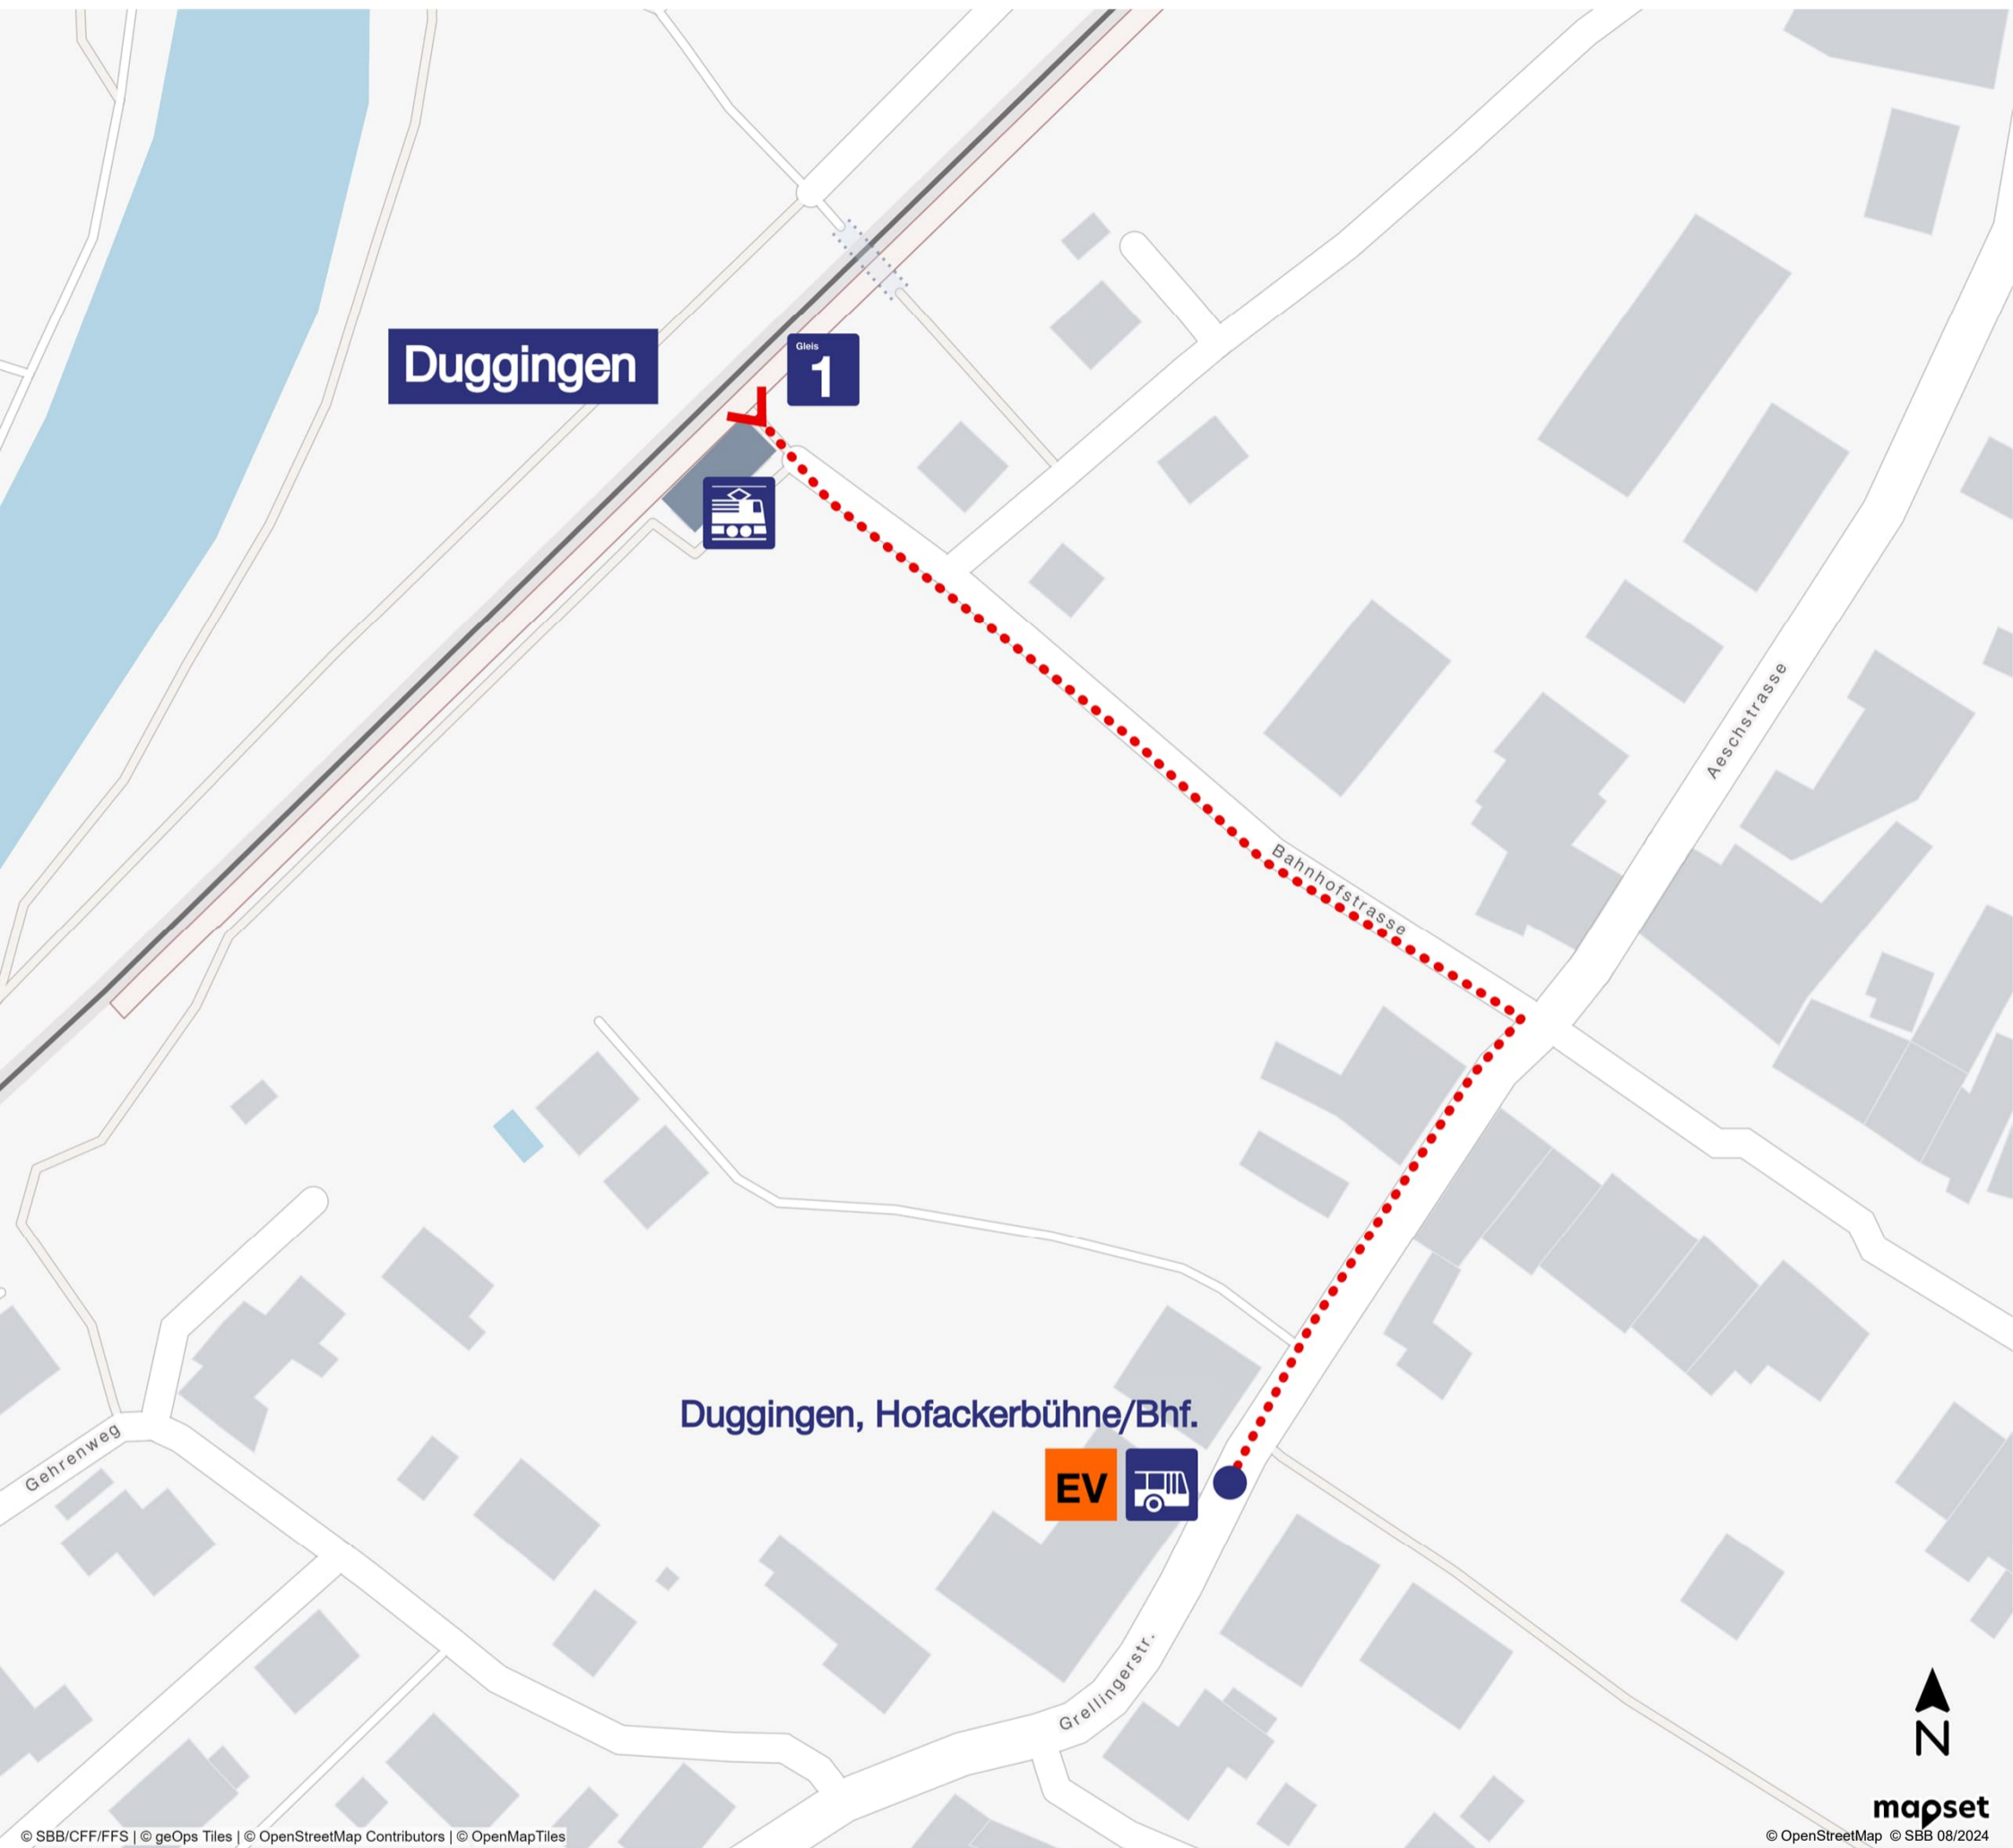 Duggingen
Gleis
1
Aeschstrasse
Bahnhofstrasse
Duggingen, Hofackerbühne/Bhf.
EV
Gehrenweg
Grellingerstr.
N
mapset
© SBB/CFF/FFS | © geOps Tiles | © OpenStreetMap Contributors | © OpenMapTiles
© OpenStreetMap © SBB 08/2024